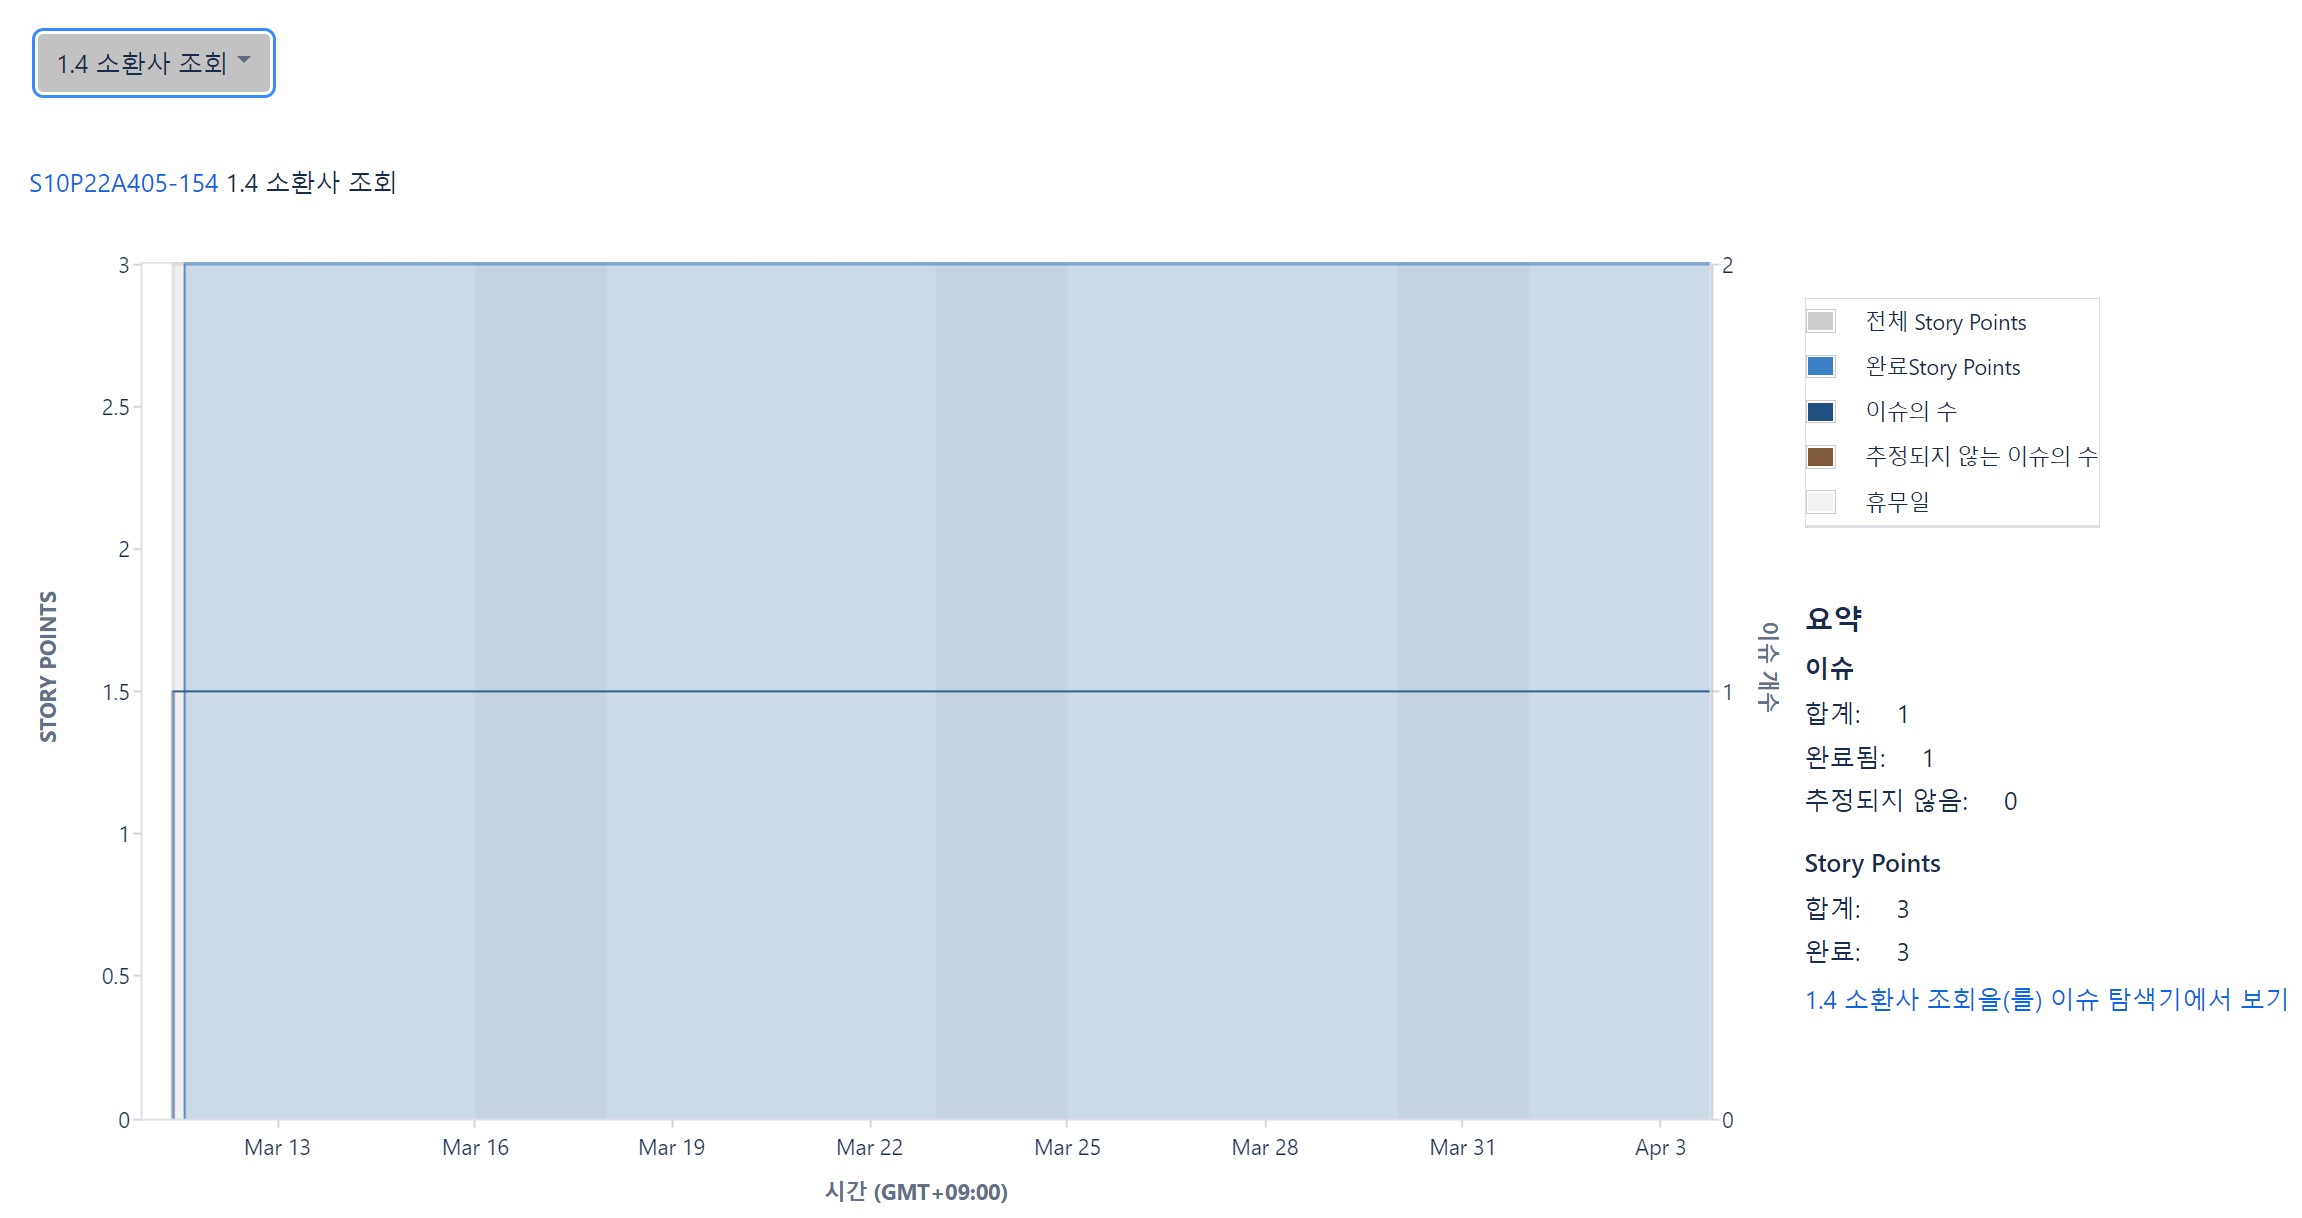 1.4 소환사 조회
S10P22A405-154 1.4 소환사 조회
3
2.5
2
1.5
1
0.5
0
STORY POINTS
2
1
0
이슈 개수
Mar 13
Mar 16
Mar 19
Mar 22
Mar 25
Mar 28
Mar 31
Apr 3
시간 (GMT+09:00)
전체 Story Points
완료Story Points
이슈의 수
추정되지 않는 이슈의 수
휴무일
요약
이슈
합계: 1
완료됨: 1
추정되지 않음: 0
Story Points
합계: 3
완료: 3
1.4 소환사 조회을(를) 이슈 탐색기에서 보기